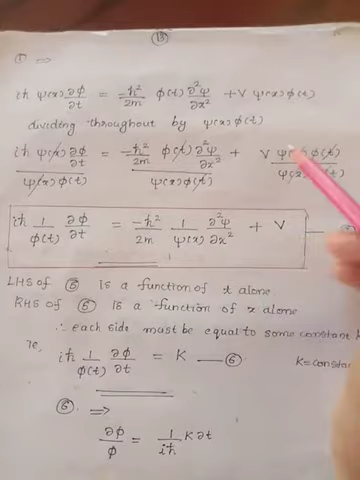 (13)
① ⇒
iħ ψ(x) ∂ϕ/∂t = -ħ²/2m ϕ(t) ∂²ψ/∂x² + V ψ(x) ϕ(t)
dividing throughout by ψ(x) ϕ(t)
iħ ψ(x)/ψ(x) ϕ(t) ∂ϕ/∂t = -ħ²/2m ϕ(t)/ψ(x) ϕ(t) ∂²ψ/∂x² + V ψ(x) ϕ(t)/ψ(x) ϕ(t)
iħ 1/ϕ(t) ∂ϕ/∂t = -ħ²/2m 1/ψ(x) ∂²ψ/∂x² + V
LHS of ⑤ is a function of t alone
RHS of ⑤ is a function of x alone
∴ each side must be equal to some constant
ie, iħ 1/ϕ(t) ∂ϕ/∂t = K — ⑥ K=constan
⑥ ⇒
∂ϕ/ϕ = 1/iħ K ∂t